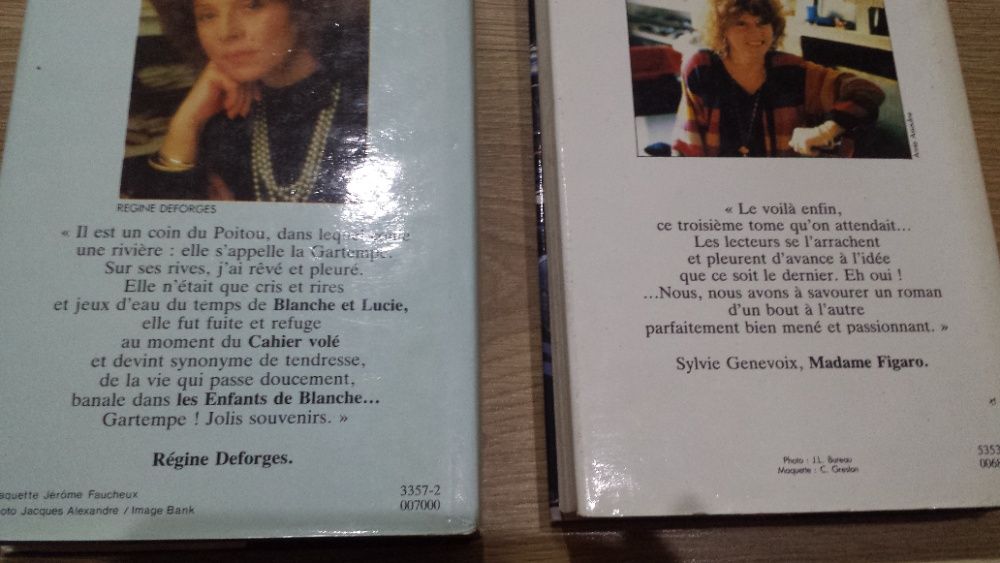 REGINE DEFORGES
« Il est un coin du Poitou, dans
une rivière : elle s'appelle la Gartempe.
Sur ses rives, j'ai rêvé et pleuré.
Elle n'était que cris et rires
et jeux d'eau du temps de Blanche et Lucie,
elle fut fuite et refuge
au moment du Cahier volé
et devint synonyme de tendresse,
de la vie qui passe doucement,
banale dans les Enfants de Blanche...
Gartempe ! Jolis souvenirs. »
Régine Deforges.
aquette Jérôme Faucheux
oto Jacques Alexandre / Image Bank
3357-2
007000
« Le voilà enfin,
ce troisième tome qu'on attendait...
Les lecteurs se l'arrachent
et pleurent d'avance à l'idée
que ce soit le dernier. Eh oui !
...Nous, nous avons à savourer un roman
d'un bout à l'autre
parfaitement bien mené et passionnant. »
Sylvie Genevoix, Madame Figaro.
Photo : J.L. Bureau
Maquette : C. Greslon
5353
006